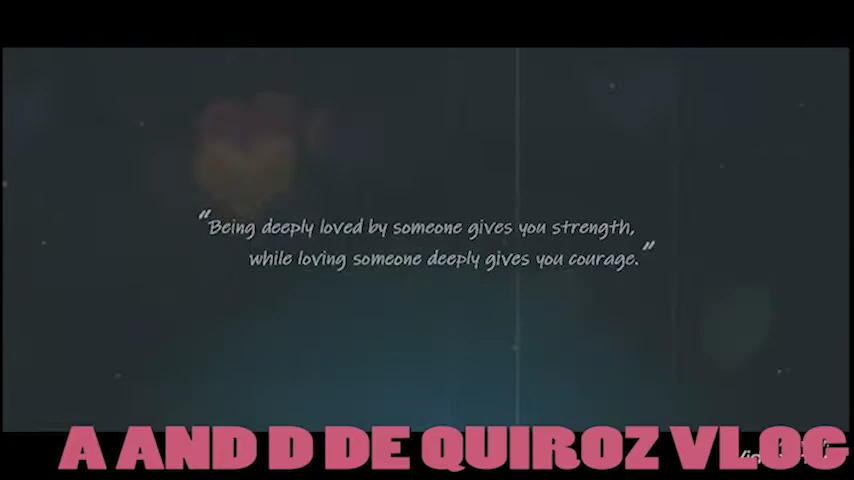 "Being deeply loved by someone gives you strength,
while loving someone deeply gives you courage."
A AND D DE QUIROZ VLOG